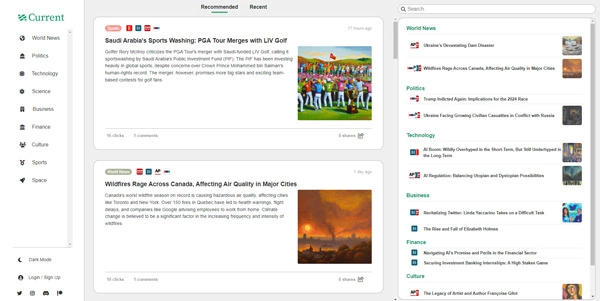 Current
World News
Politics
Technology
Science
Business
Finance
Culture
Sports
Space
Dark Mode
Login / Sign Up
Recommended
Recent
Sports
17 hours ago
Saudi Arabia's Sports Washing: PGA Tour Merges with LIV Golf
Golfer Rory McIlroy criticizes the PGA Tour's merger with Saudi-funded LIV Golf, calling it
sportswashing by Saudi Arabia's Public Investment Fund (PIF). The PIF has been investing
heavily in global sports, despite concerns over Crown Prince Mohammed bin Salman's
human-rights record. The merger, however, promises more big stars and exciting team-
based contests for golf fans.
16 clicks
1 comments
0 shares
World News
1 day ago
Wildfires Rage Across Canada, Affecting Air Quality in Major Cities
Canada's worst wildfire season on record is causing hazardous air quality, affecting cities
like Toronto and New York. Over 150 fires in Quebec have led to health warnings, flight
delays, and companies like Google advising employees to work from home. Climate
change is believed to be a significant factor in the increasing frequency and intensity of
wildfires.
0 shares
Search
World News
Ukraine's Devastating Dam Disaster
Wildfires Rage Across Canada, Affecting Air Quality in Major Cities
Politics
Trump Indicted Again: Implications for the 2024 Race
Ukraine Facing Growing Civilian Casualties in Conflict with Russia
Technology
AI Boom: Wildly Overhyped in the Short Term, But Still Underhyped in
the Long-Term
AI Regulation: Balancing Utopian and Dystopian Possibilities
Business
Revitalizing Twitter: Linda Yaccarino Takes on a Difficult Task
The Rise and Fall of Elizabeth Holmes
Finance
Navigating AI's Promise and Perils in the Financial Sector
Securing Investment Banking Internships: A High Stakes Game
Culture
The Legacy of Artist and Author Françoise Gilot